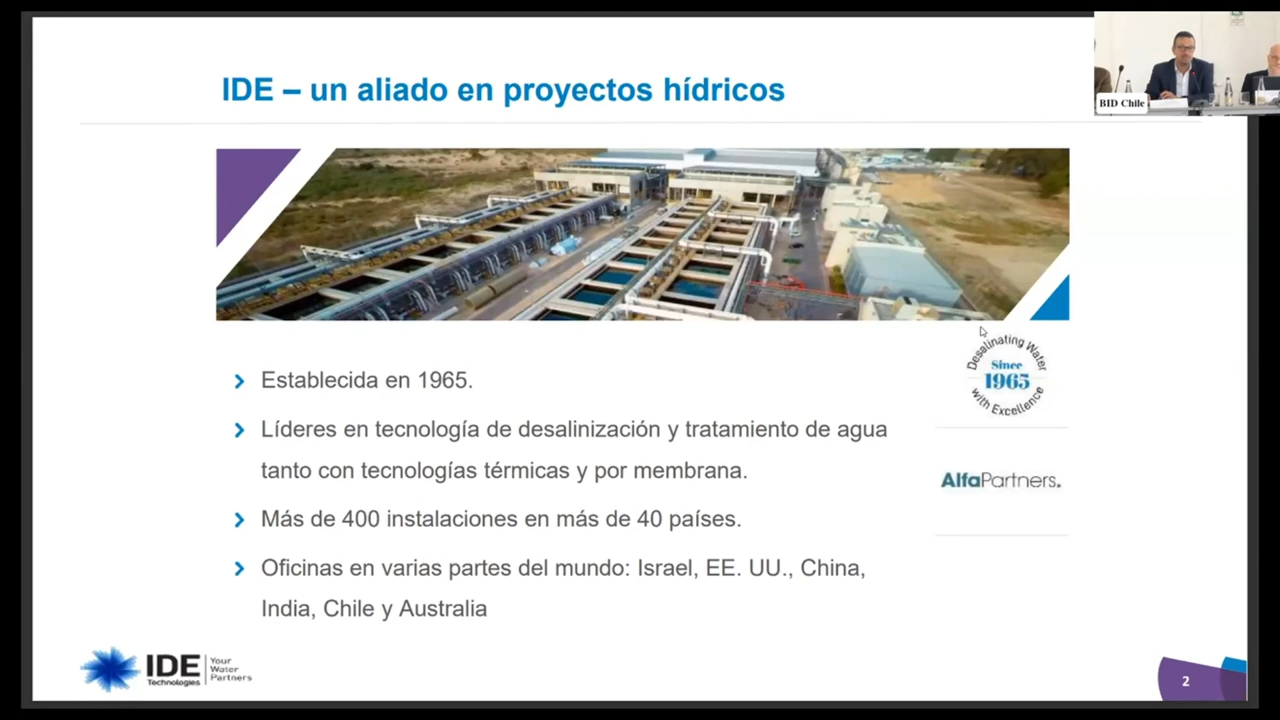 IDE – un aliado en proyectos hídricos
BID Chile
Desalinating Water
Since
1965
with Excellence
Establecida en 1965.
Líderes en tecnología de desalinización y tratamiento de agua
tanto con tecnologías térmicas y por membrana.
AlfaPartners.
Más de 400 instalaciones en más de 40 países.
Oficinas en varias partes del mundo: Israel, EE. UU., China,
India, Chile y Australia
IDE
Technologies
Your
Water
Partners
2